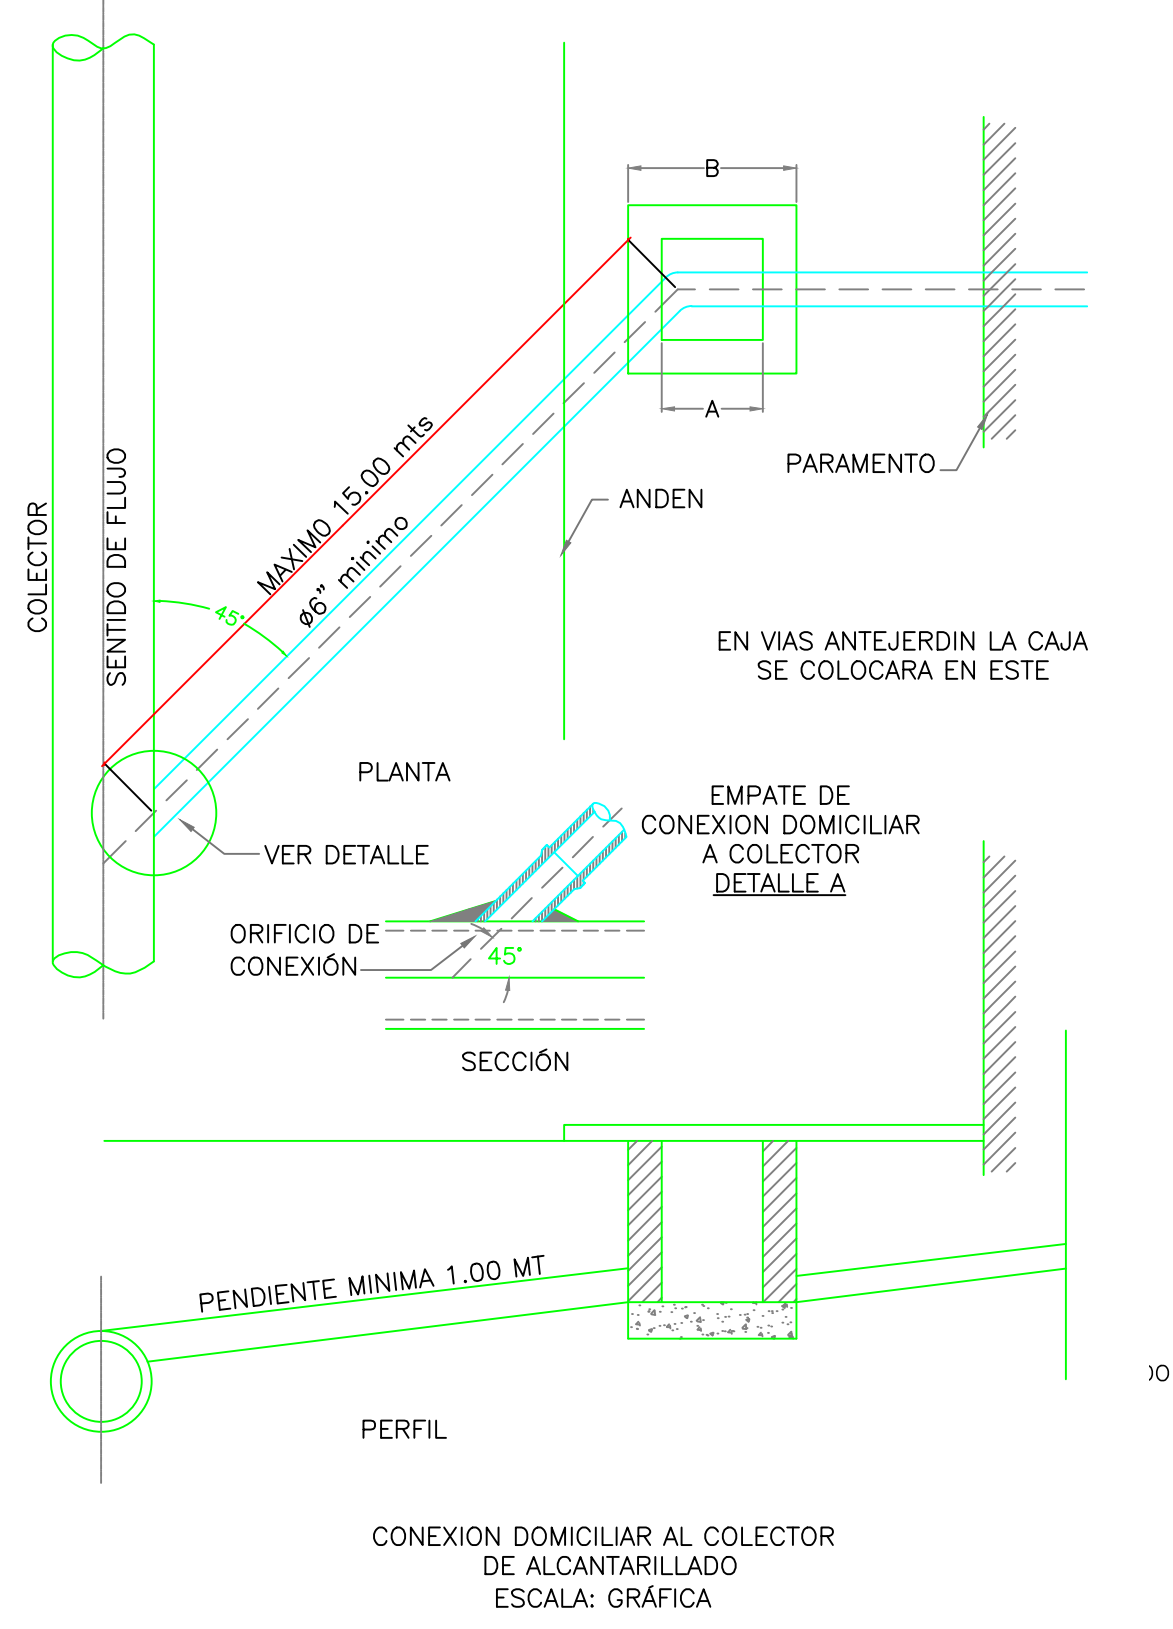 B
A
PARAMENTO
ANDEN
MAXIMO 15.00 mts
ø6” minimo
45°
COLECTOR
SENTIDO DE FLUJO
EN VIAS ANTEJERDIN LA CAJA
SE COLOCARA EN ESTE
PLANTA
VER DETALLE
EMPATE DE
CONEXION DOMICILIAR
A COLECTOR
DETALLE A
ORIFICIO DE
CONEXIÓN
45°
SECCIÓN
PENDIENTE MINIMA 1.00 MT
PERFIL
CONEXION DOMICILIAR AL COLECTOR
DE ALCANTARILLADO
ESCALA: GRÁFICA